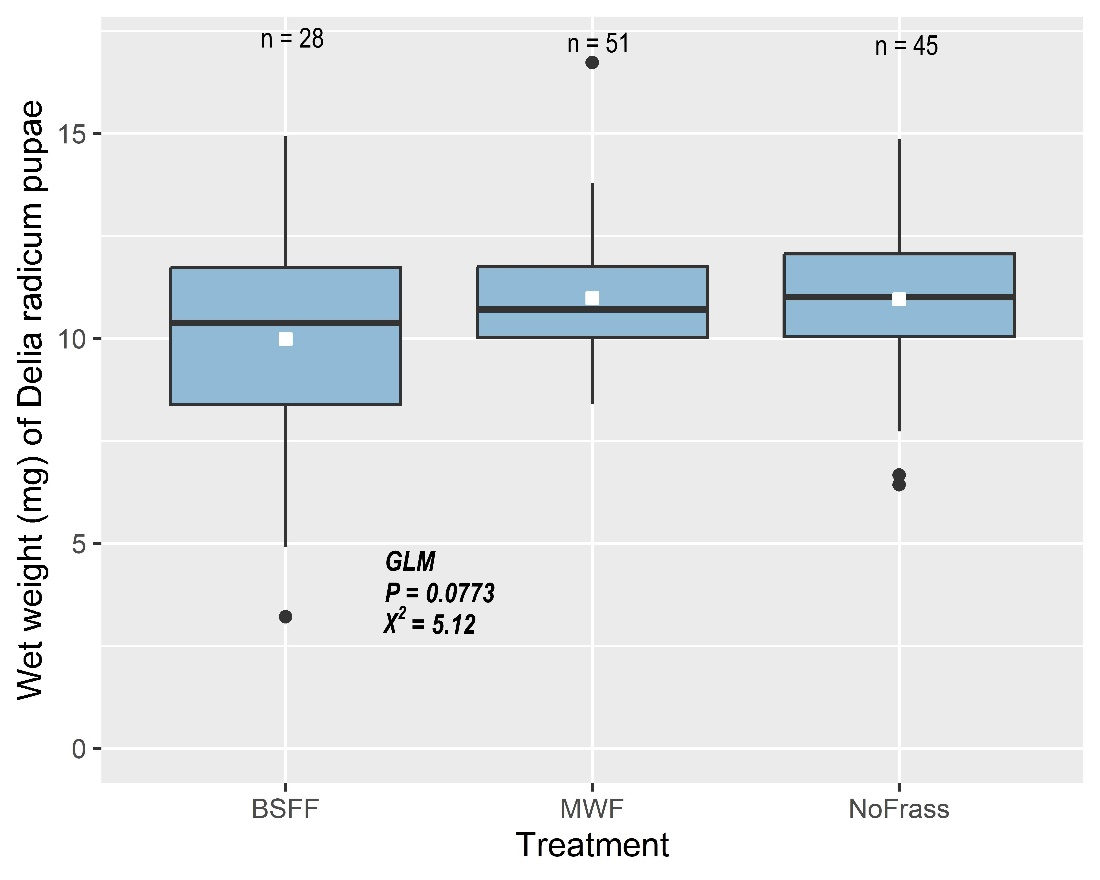 n = 28
n = 51
n = 45
Wet weight (mg) of Delia radicum pupae
15
10
5
0
GLM
P = 0.0773
X² = 5.12
BSFF
MWF
NoFrass
Treatment